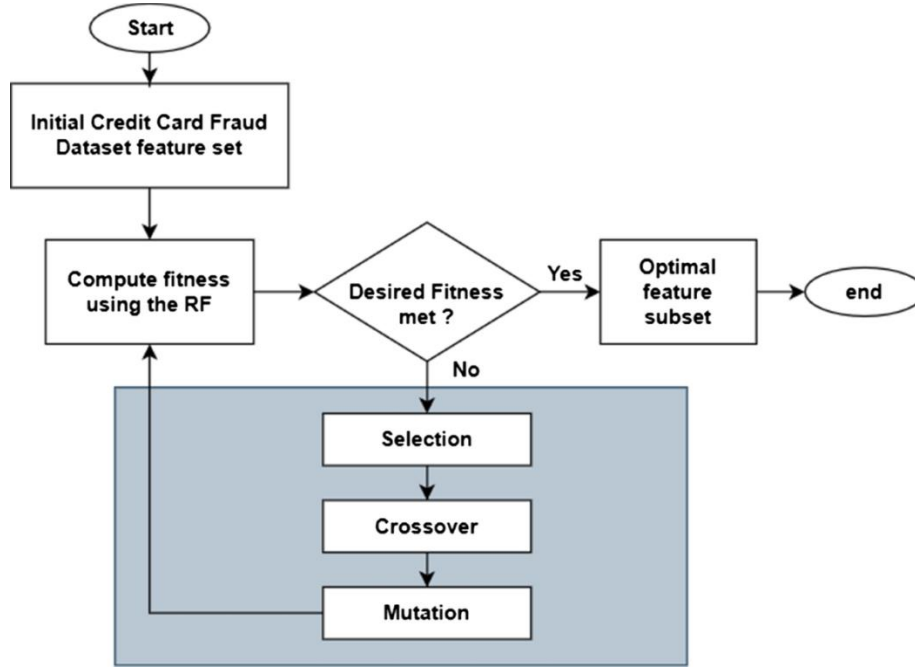 Start
Initial Credit Card Fraud
Dataset feature set
Compute fitness
using the RF
Desired Fitness
met ?
Yes
Optimal
feature
subset
end
No
Selection
Crossover
Mutation